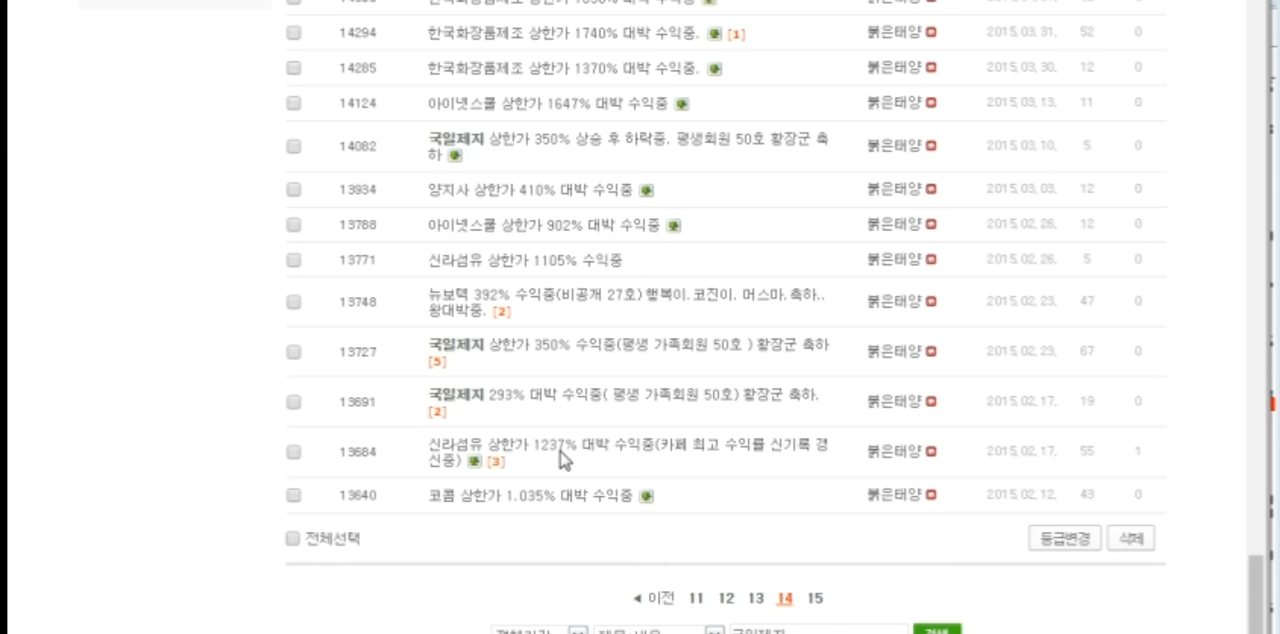 14294 한국화장품제조 상한가 1740% 대박 수익중. [1] 붉은태양 2015.03.31. 52 0
14285 한국화장품제조 상한가 1370% 대박 수익중. 붉은태양 2015.03.30. 12 0
14124 아이넷스쿨 상한가 1647% 대박 수익중 붉은태양 2015.03.13. 11 0
14082 국일제지 상한가 350% 상승 후 하락중. 평생회원 50호 황장군 축
하 붉은태양 2015.03.10. 5 0
13934 양지사 상한가 410% 대박 수익중 붉은태양 2015.03.03. 12 0
13788 아이넷스쿨 상한가 902% 대박 수익중 붉은태양 2015.02.26. 12 0
13771 신라섬유 상한가 1105% 수익중 붉은태양 2015.02.26. 5 0
13748 뉴보텍 392% 수익중(비공개 27호) 행복이. 코진이. 머스마. 축하..
왕대박중. [2] 붉은태양 2015.02.23. 47 0
13727 국일제지 상한가 350% 수익중(평생 가족회원 50호 ) 황장군 축하
[5] 붉은태양 2015.02.23. 67 0
13691 국일제지 293% 대박 수익중( 평생 가족회원 50호) 황장군 축하.
[2] 붉은태양 2015.02.17. 19 0
13684 신라섬유 상한가 1237% 대박 수익중(카페 최고 수익률 신기록 갱
신중) [3] 붉은태양 2015.02.17. 55 1
13640 코콤 상한가 1.035% 대박 수익중 붉은태양 2015.02.12. 43 0
전체선택 등급변경 삭제
◀ 이전 11 12 13 14 15